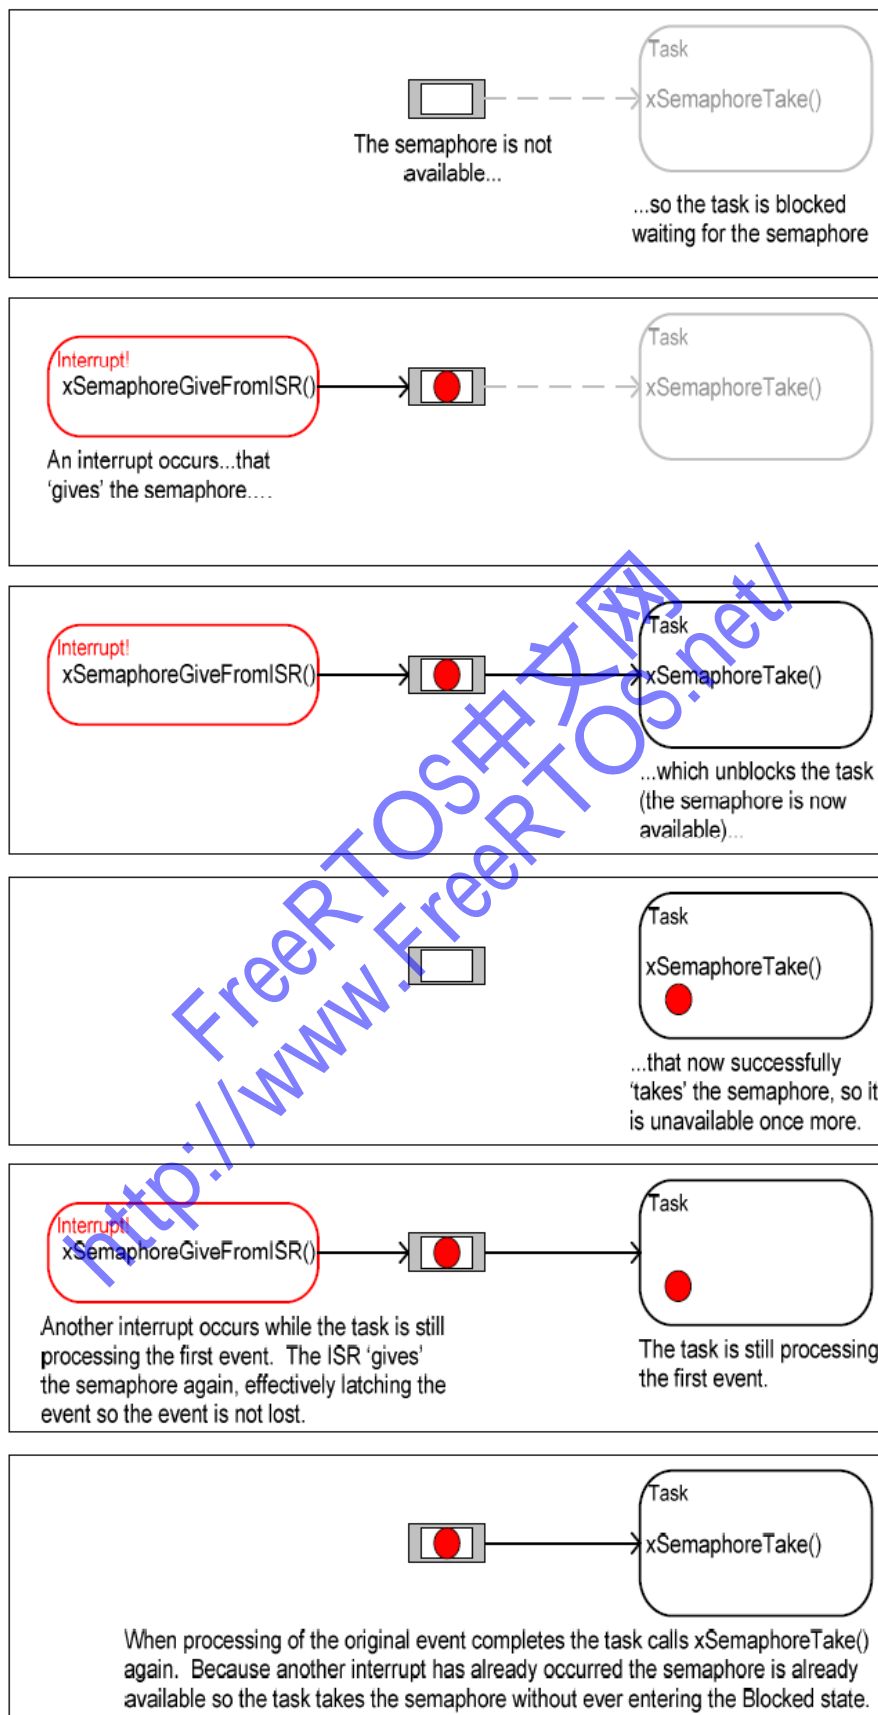 Task
xSemaphoreTake()
The semaphore is not
available...
...so the task is blocked
waiting for the semaphore
Interrupt!
xSemaphoreGiveFromISR()
Task
xSemaphoreTake()
An interrupt occurs...that
‘gives’ the semaphore....
Interrupt!
xSemaphoreGiveFromISR()
Task
xSemaphoreTake()
...which unblocks the task
(the semaphore is now
available)...
FreeRTOS中文网
http://www.FreeRTOS.net/
Task
xSemaphoreTake()
...that now successfully
‘takes’ the semaphore, so it
is unavailable once more.
Interrupt!
xSemaphoreGiveFromISR()
Task
Another interrupt occurs while the task is still
processing the first event. The ISR ‘gives’
the semaphore again, effectively latching the
event so the event is not lost.
The task is still processing
the first event.
Task
xSemaphoreTake()
When processing of the original event completes the task calls xSemaphoreTake()
again. Because another interrupt has already occurred the semaphore is already
available so the task takes the semaphore without ever entering the Blocked state.